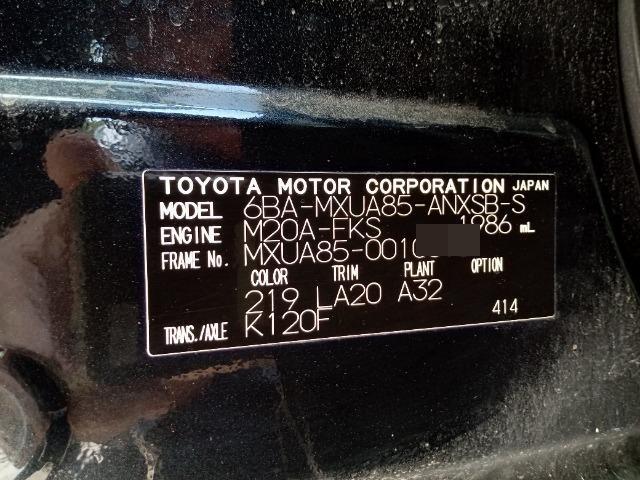 TOYOTA MOTOR CORPORATION JAPAN
MODEL 6BA-MXUA85-ANXSB-S
ENGINE M20A-FKS 1986 mL
FRAME No. MXUA85-0010
COLOR TRIM PLANT OPTION
219 LA20 A32
414
TRANS./AXLE K120F